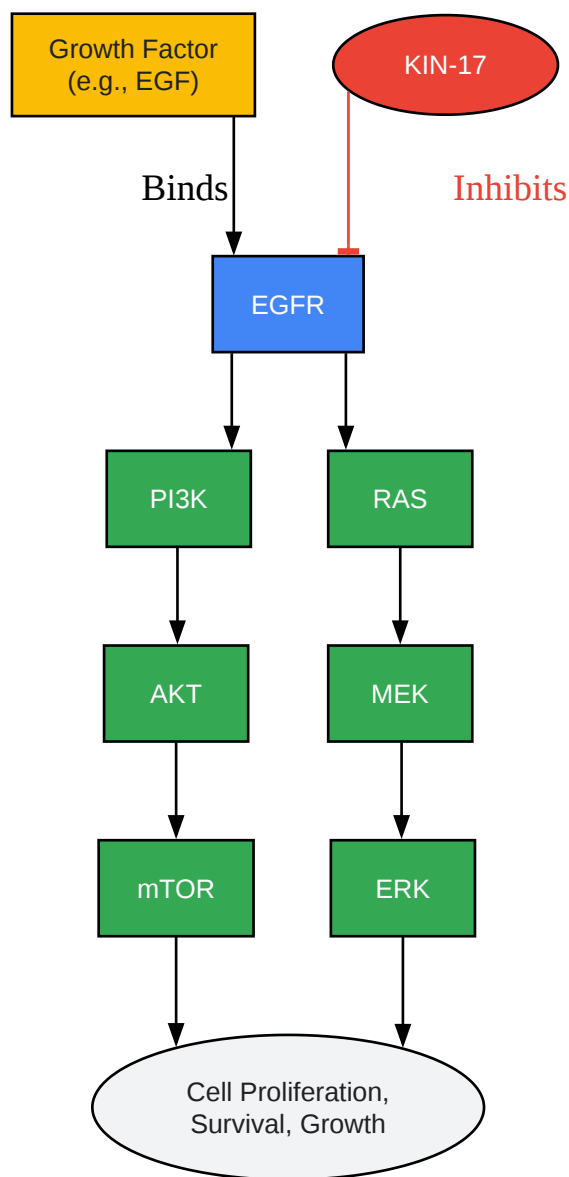 Growth Factor
(e.g., EGF)
KIN-17
Binds
Inhibits
EGFR
PI3K
RAS
AKT
MEK
mTOR
ERK
Cell Proliferation,
Survival, Growth